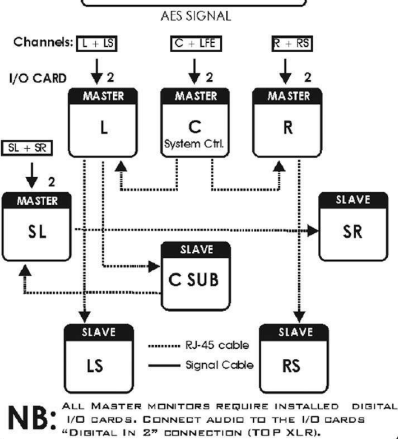 AES SIGNAL
Channels: L + LS C + LFE R + RS
I/O CARD 2 2 2
MASTER MASTER MASTER
L C R
System Ctrl.
SL + SR
2
MASTER SLAVE
SL SR
SLAVE
C SUB
SLAVE SLAVE
LS RS
RJ-45 cable
Signal Cable
NB: ALL MASTER MONITORS REQUIRE INSTALLED DIGITAL
I/O CARDS. CONNECT AUDIO TO THE I/O CARDS
"DIGITAL IN 2" CONNECTION (TOP XLR).